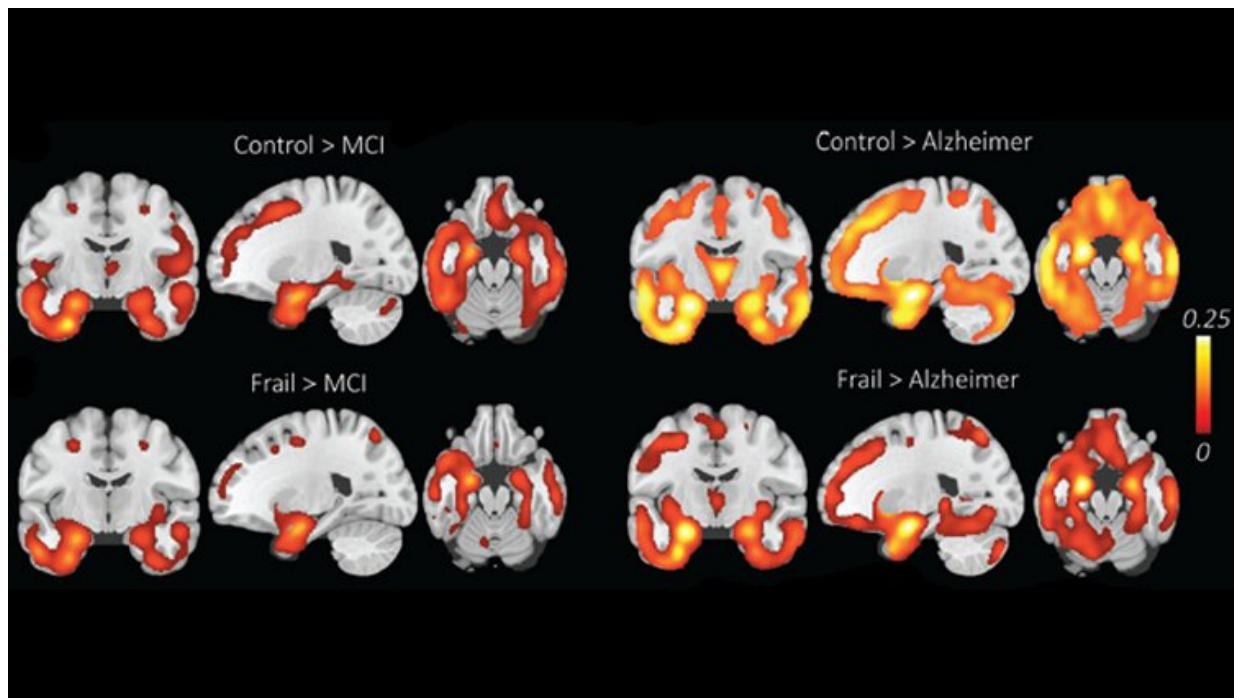 Control > MCI
Control > Alzheimer
0.25
0
Frail > MCI
Frail > Alzheimer